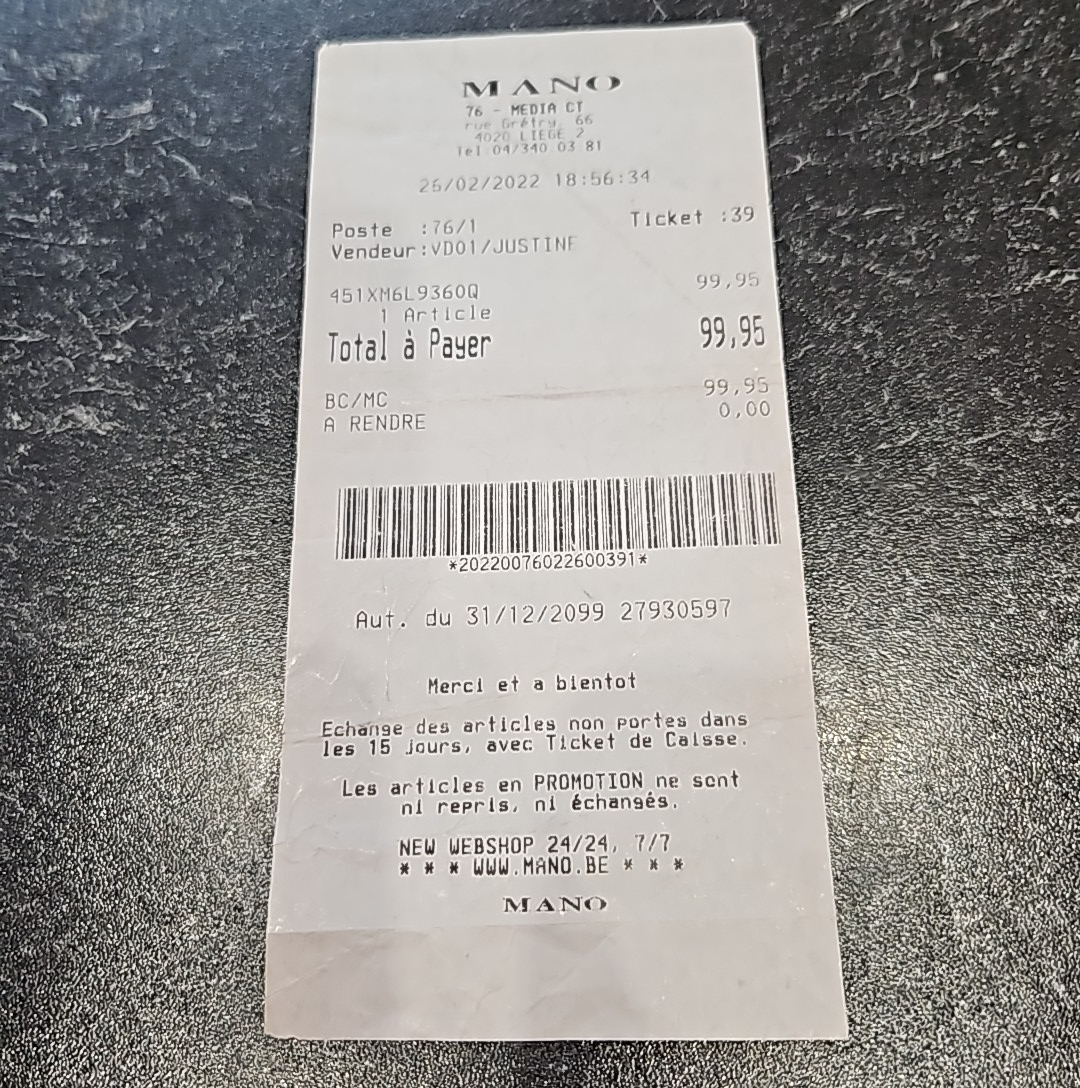 MANO
76 - MEDIA CT
rue Grétry, 66
4020 LIEGE 2
Tel 04/340 03 81
26/02/2022 18:56:34
Poste :76/1 Ticket :39
Vendeur:VD01/JUSTINE
451XM6L9360Q 99,95
1 Article
Total à Payer 99,95
BC/MC 99,95
A RENDRE 0,00
*20220076022600391*
Aut. du 31/12/2099 27930597
Merci et a bientot
Echange des articles non portes dans
les 15 jours, avec Ticket de Caisse.
Les articles en PROMOTION ne sont
ni repris, ni échangés.
NEW WEBSHOP 24/24, 7/7
* * * WWW.MANO.BE * * *
MANO